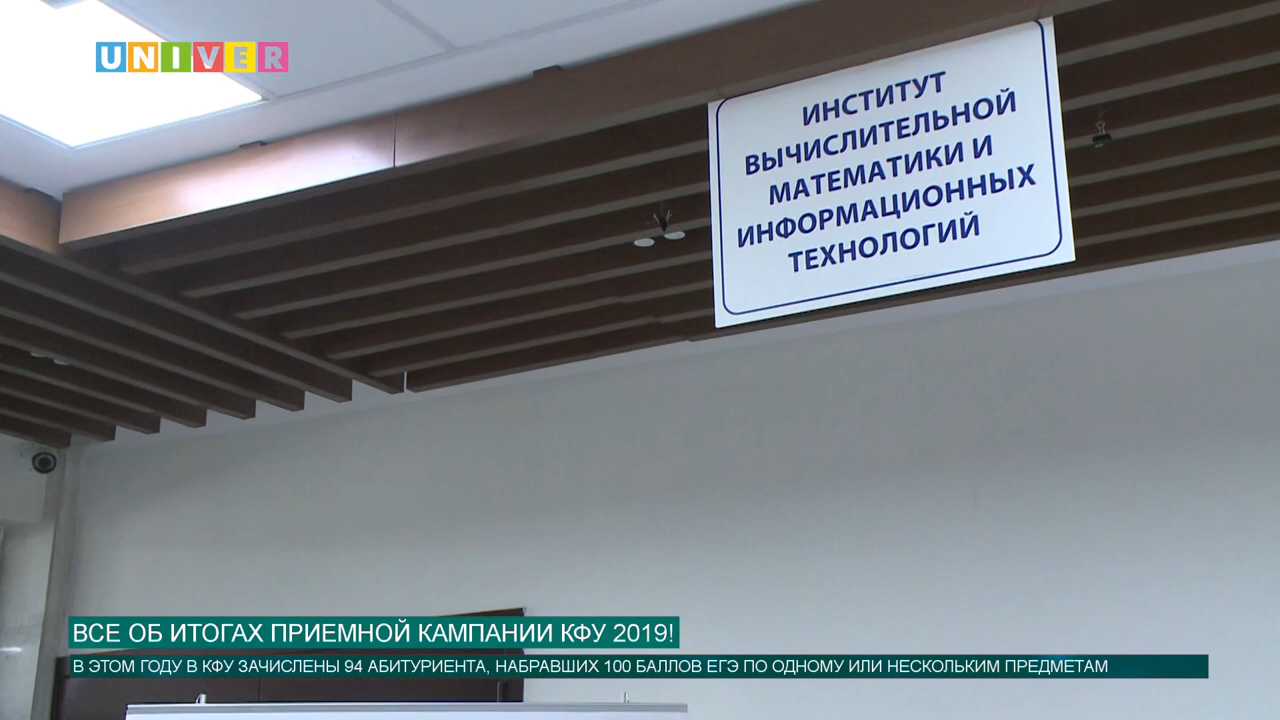 UNIVER
ИНСТИТУТ
ВЫЧИСЛИТЕЛЬНОЙ
МАТЕМАТИКИ И
ИНФОРМАЦИОННЫХ
ТЕХНОЛОГИЙ
ВСЕ ОБ ИТОГАХ ПРИЕМНОЙ КАМПАНИИ КФУ 2019!
В ЭТОМ ГОДУ В КФУ ЗАЧИСЛЕНЫ 94 АБИТУРИЕНТА, НАБРАВШИХ 100 БАЛЛОВ ЕГЭ ПО ОДНОМУ ИЛИ НЕСКОЛЬКИМ ПРЕДМЕТАМ